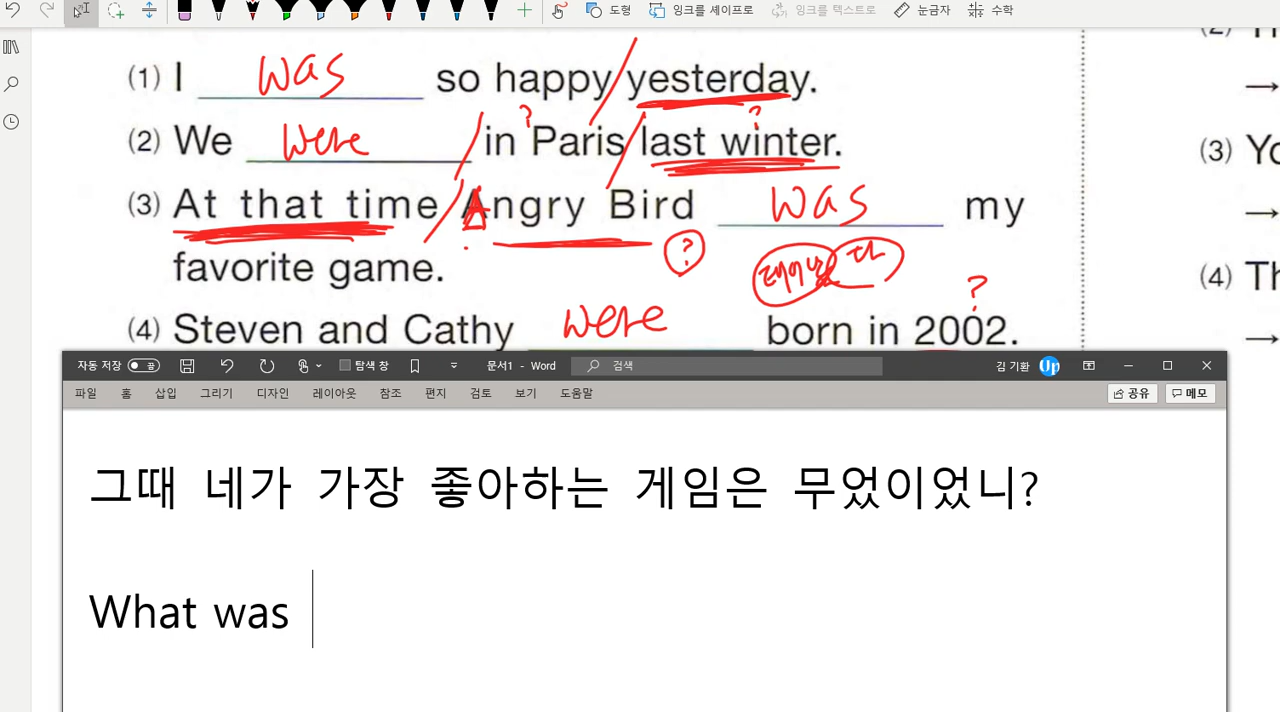 도형 잉크를 셰이프로 잉크를 텍스트로 눈금자 수학
(1) I was so happy / yesterday.
? ?
(2) We were / in Paris / last winter.
(3) At that time / Angry Bird was my
?
favorite game. 태어나다
?
(4) Steven and Cathy were born in 2002.
(3) Yo
→
(4) Th
→
자동 저장 끔 탐색 창 문서1 - Word 검색 김 기환 Up
파일 홈 삽입 그리기 디자인 레이아웃 참조 편지 검토 보기 도움말 공유 메모
그때 네가 가장 좋아하는 게임은 무었이었니?
What was